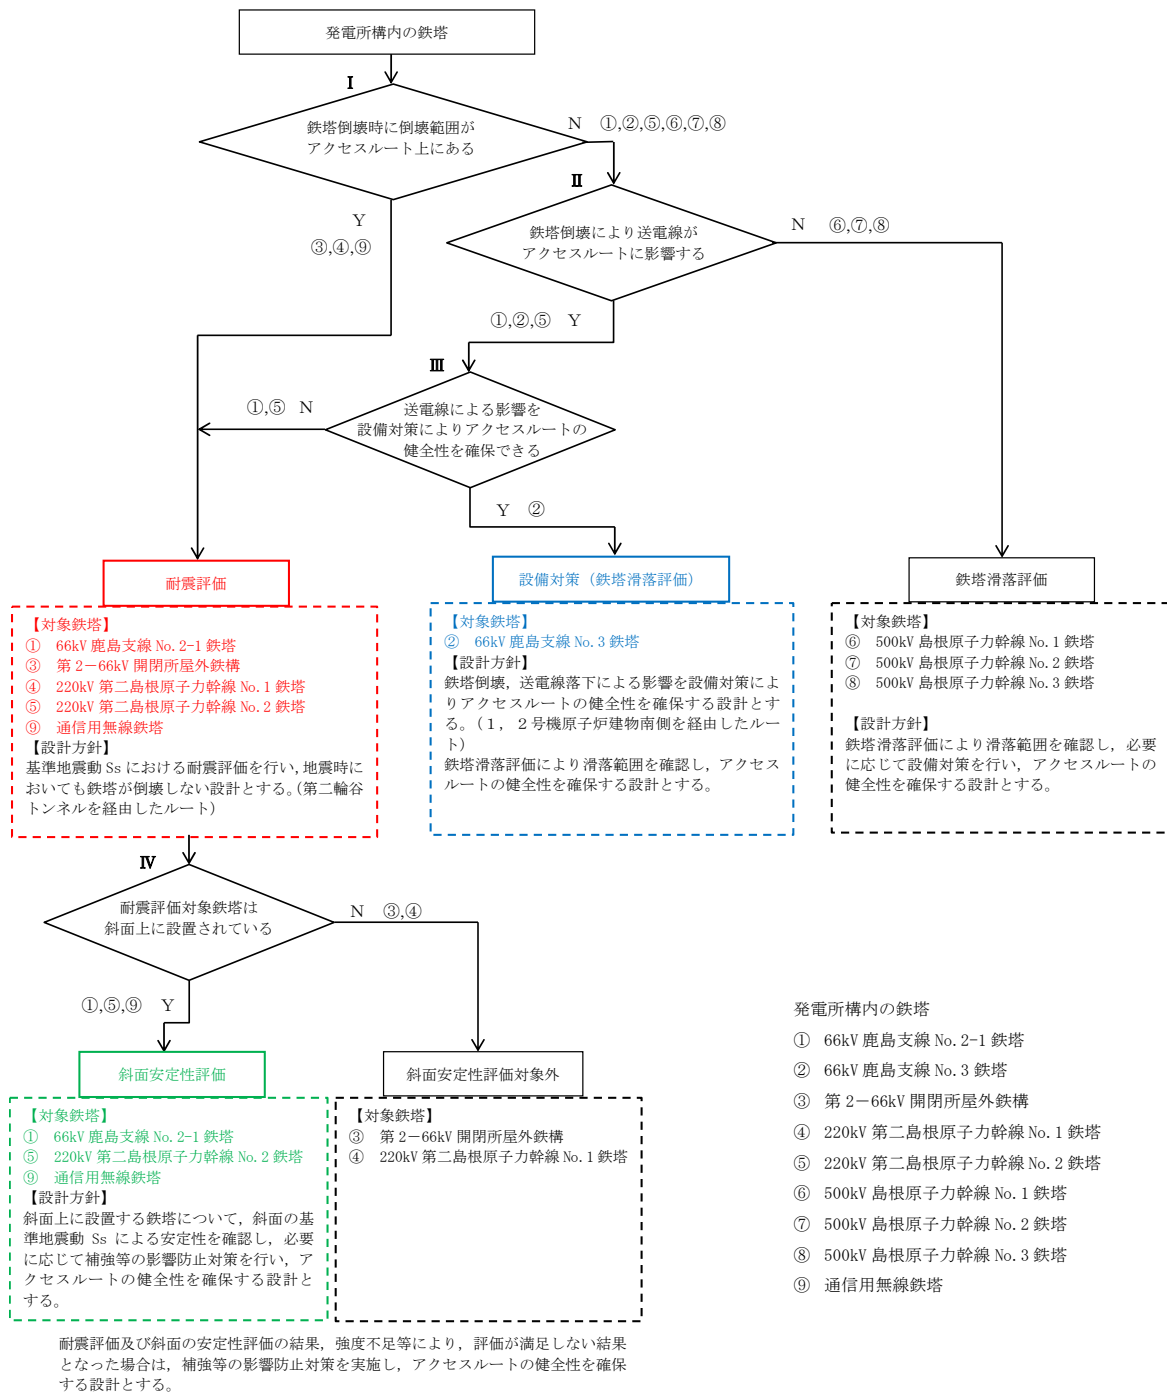 発電所構内の鉄塔
Ⅰ
鉄塔倒壊時に倒壊範囲が
アクセスルート上にある
N ①,②,⑤,⑥,⑦,⑧
Y
③,④,⑨
Ⅱ
鉄塔倒壊により送電線が
アクセスルートに影響する
N ⑥,⑦,⑧
①,②,⑤ Y
Ⅲ
送電線による影響を
設備対策によりアクセスルートの
健全性を確保できる
①,⑤ N
Y ②
耐震評価
【対象鉄塔】
① 66kV 鹿島支線 No.2-1 鉄塔
③ 第 2－66kV 開閉所屋外鉄構
④ 220kV 第二島根原子力幹線 No.1 鉄塔
⑤ 220kV 第二島根原子力幹線 No.2 鉄塔
⑨ 通信用無線鉄塔
【設計方針】
基準地震動 Ss における耐震評価を行い，地震時に
おいても鉄塔が倒壊しない設計とする。（第二輪谷
トンネルを経由したルート）
設備対策（鉄塔滑落評価）
【対象鉄塔】
② 66kV 鹿島支線 No.3 鉄塔
【設計方針】
鉄塔倒壊，送電線落下による影響を設備対策によ
りアクセスルートの健全性を確保する設計とす
る。（１，２号機原子炉建物南側を経由したルー
ト）
鉄塔滑落評価により滑落範囲を確認し，アクセス
ルートの健全性を確保する設計とする。
鉄塔滑落評価
【対象鉄塔】
⑥ 500kV 島根原子力幹線 No.1 鉄塔
⑦ 500kV 島根原子力幹線 No.2 鉄塔
⑧ 500kV 島根原子力幹線 No.3 鉄塔
【設計方針】
鉄塔滑落評価により滑落範囲を確認し，必要
に応じて設備対策を行い，アクセスルートの
健全性を確保する設計とする。
Ⅳ
耐震評価対象鉄塔は
斜面上に設置されている
N ③,④
①,⑤,⑨ Y
斜面安定性評価
【対象鉄塔】
① 66kV 鹿島支線 No.2-1 鉄塔
⑤ 220kV 第二島根原子力幹線 No.2 鉄塔
⑨ 通信用無線鉄塔
【設計方針】
斜面上に設置する鉄塔について，斜面の基
準地震動 Ss による安定性を確認し，必要
に応じて補強等の影響防止対策を行い，ア
クセスルートの健全性を確保する設計と
する。
斜面安定性評価対象外
【対象鉄塔】
③ 第 2－66kV 開閉所屋外鉄構
④ 220kV 第二島根原子力幹線 No.1 鉄塔
発電所構内の鉄塔
① 66kV 鹿島支線 No.2-1 鉄塔
② 66kV 鹿島支線 No.3 鉄塔
③ 第 2－66kV 開閉所屋外鉄構
④ 220kV 第二島根原子力幹線 No.1 鉄塔
⑤ 220kV 第二島根原子力幹線 No.2 鉄塔
⑥ 500kV 島根原子力幹線 No.1 鉄塔
⑦ 500kV 島根原子力幹線 No.2 鉄塔
⑧ 500kV 島根原子力幹線 No.3 鉄塔
⑨ 通信用無線鉄塔
耐震評価及び斜面の安定性評価の結果，強度不足等により，評価が満足しない結果
となった場合は，補強等の影響防止対策を実施し，アクセスルートの健全性を確保
する設計とする。